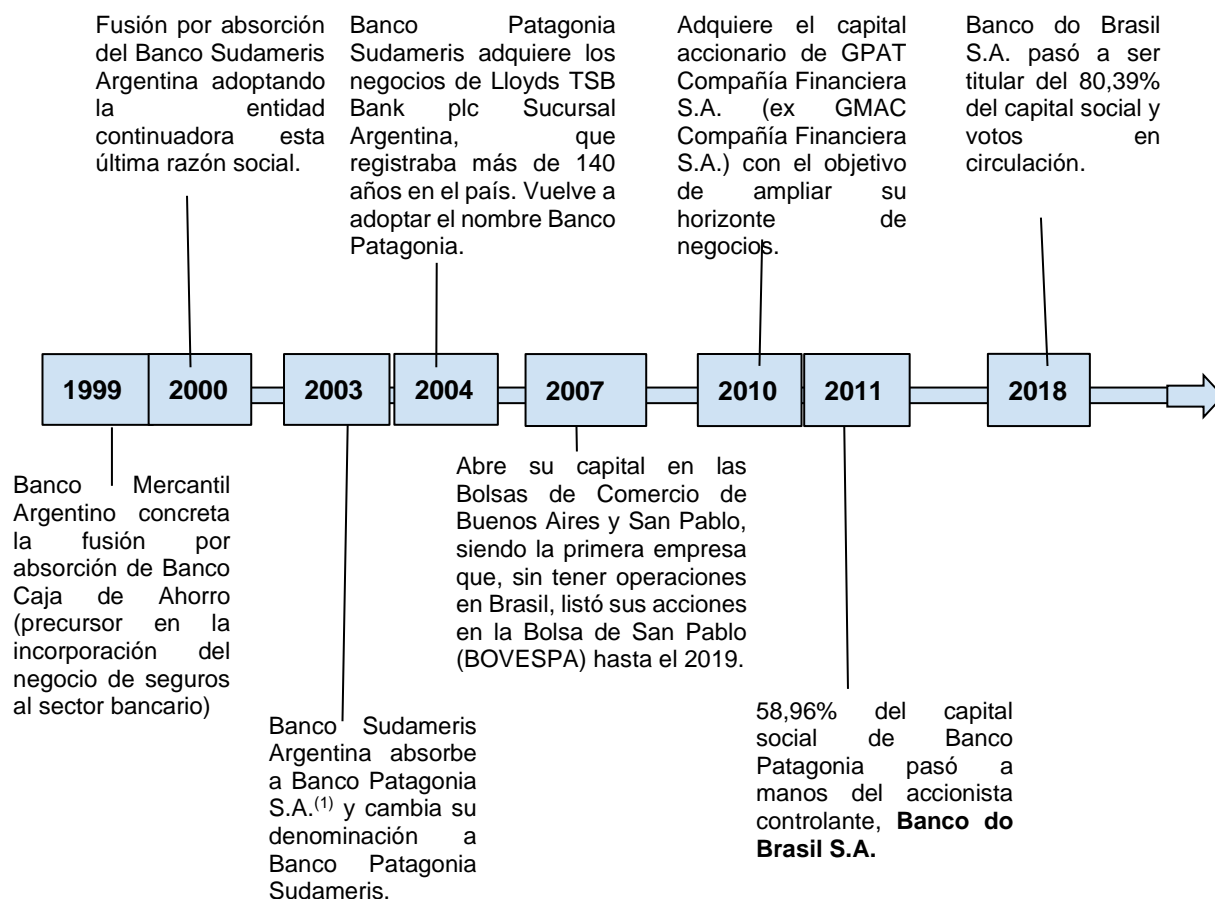 Fusión por absorción
del Banco Sudameris
Argentina adoptando
la entidad
continuadora esta
última razón social.
Banco Patagonia
Sudameris adquiere los
negocios de Lloyds TSB
Bank plc Sucursal
Argentina, que
registraba más de 140
años en el país. Vuelve a
adoptar el nombre Banco
Patagonia.
Adquiere el capital
accionario de GPAT
Compañía Financiera
S.A. (ex GMAC
Compañía Financiera
S.A.) con el objetivo
de ampliar su
horizonte de
negocios.
Banco do Brasil
S.A. pasó a ser
titular del 80,39%
del capital social y
votos en
circulación.
1999 2000 2003 2004 2007 2010 2011 2018
Banco Mercantil
Argentino concreta
la fusión por
absorción de Banco
Caja de Ahorro
(precursor en la
incorporación del
negocio de seguros
al sector bancario)
Banco Sudameris
Argentina absorbe
a Banco Patagonia
S.A.(1) y cambia su
denominación a
Banco Patagonia
Sudameris.
Abre su capital en las
Bolsas de Comercio de
Buenos Aires y San Pablo,
siendo la primera empresa
que, sin tener operaciones
en Brasil, listó sus acciones
en la Bolsa de San Pablo
(BOVESPA) hasta el 2019.
58,96% del capital
social de Banco
Patagonia pasó a
manos del accionista
controlante, Banco do
Brasil S.A.